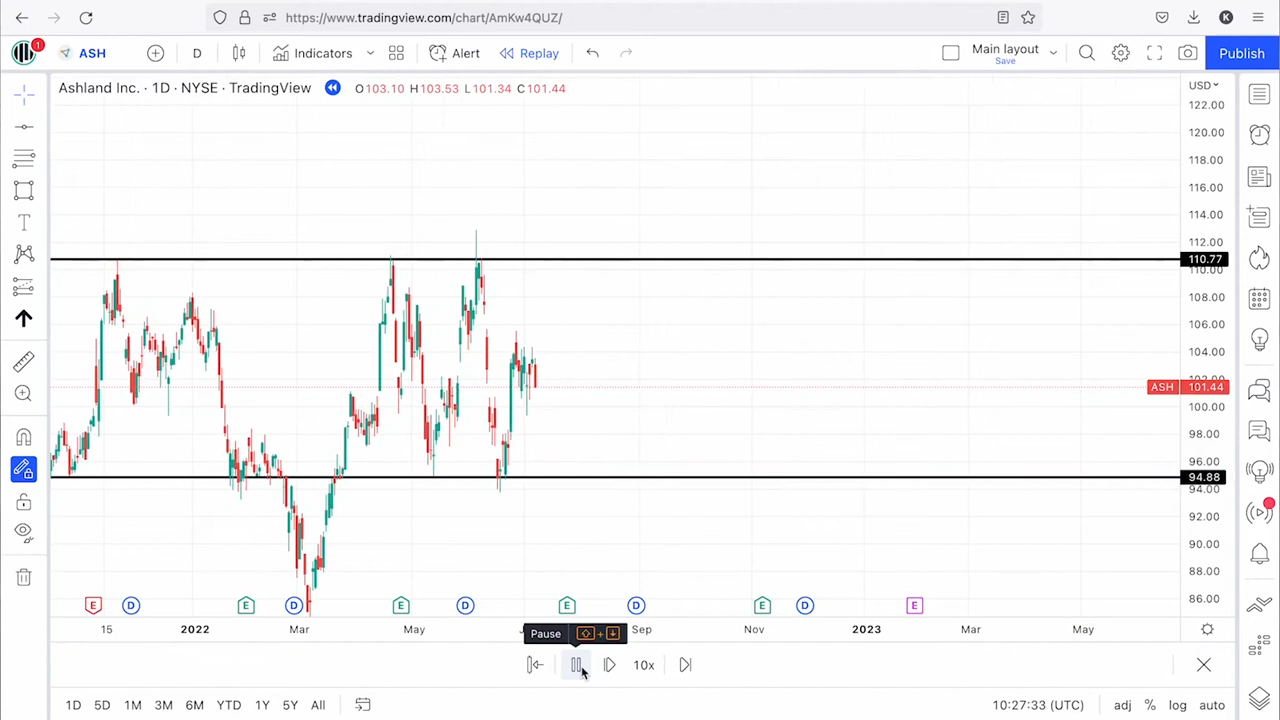 https://www.tradingview.com/chart/AmKw4QUZ/
K
1
ASH
D
Indicators
Alert
Replay
Main layout
Save
Publish
Ashland Inc. · 1D · NYSE · TradingView
O103.10 H103.53 L101.34 C101.44
USD
122.00
120.00
118.00
116.00
114.00
112.00
110.77
110.00
108.00
106.00
104.00
102.00
ASH 101.44
100.00
98.00
96.00
94.88
94.00
92.00
90.00
88.00
86.00
T
E D E D E D E D E D E
15 2022 Mar May Sep Nov 2023 Mar May
Pause +
10x
1D 5D 1M 3M 6M YTD 1Y 5Y All
10:27:33 (UTC) adj % log auto